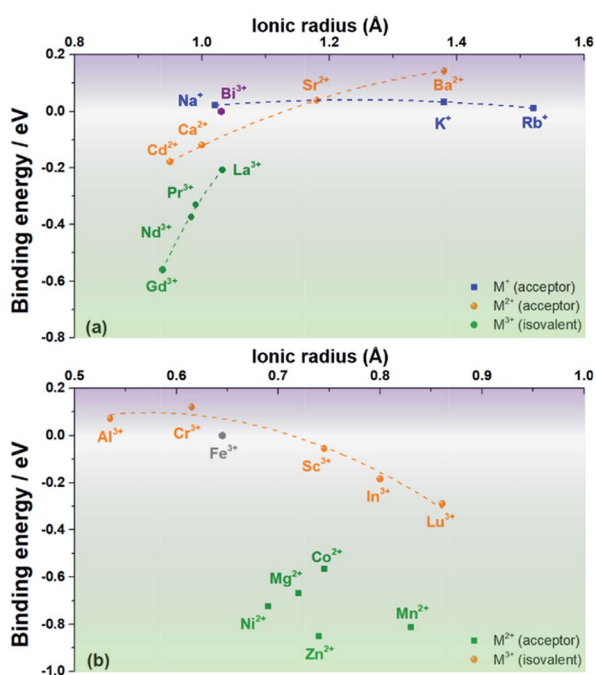 Ionic radius (Å)
0.8 1.0 1.2 1.4 1.6
Binding energy / eV
0.2
0.0
-0.2
-0.4
-0.6
-0.8
Na⁺
Bi³⁺
Sr²⁺
Ba²⁺
K⁺
Rb⁺
Ca²⁺
Cd²⁺
La³⁺
Pr³⁺
Nd³⁺
Gd³⁺
M⁺ (acceptor)
M²⁺ (acceptor)
M³⁺ (isovalent)
(a)
Ionic radius (Å)
0.5 0.6 0.7 0.8 0.9 1.0
Binding energy / eV
0.2
0.0
-0.2
-0.4
-0.6
-0.8
-1.0
Al³⁺
Cr³⁺
Fe³⁺
Sc³⁺
In³⁺
Lu³⁺
Co²⁺
Mg²⁺
Ni²⁺
Mn²⁺
Zn²⁺
M²⁺ (acceptor)
M³⁺ (isovalent)
(b)